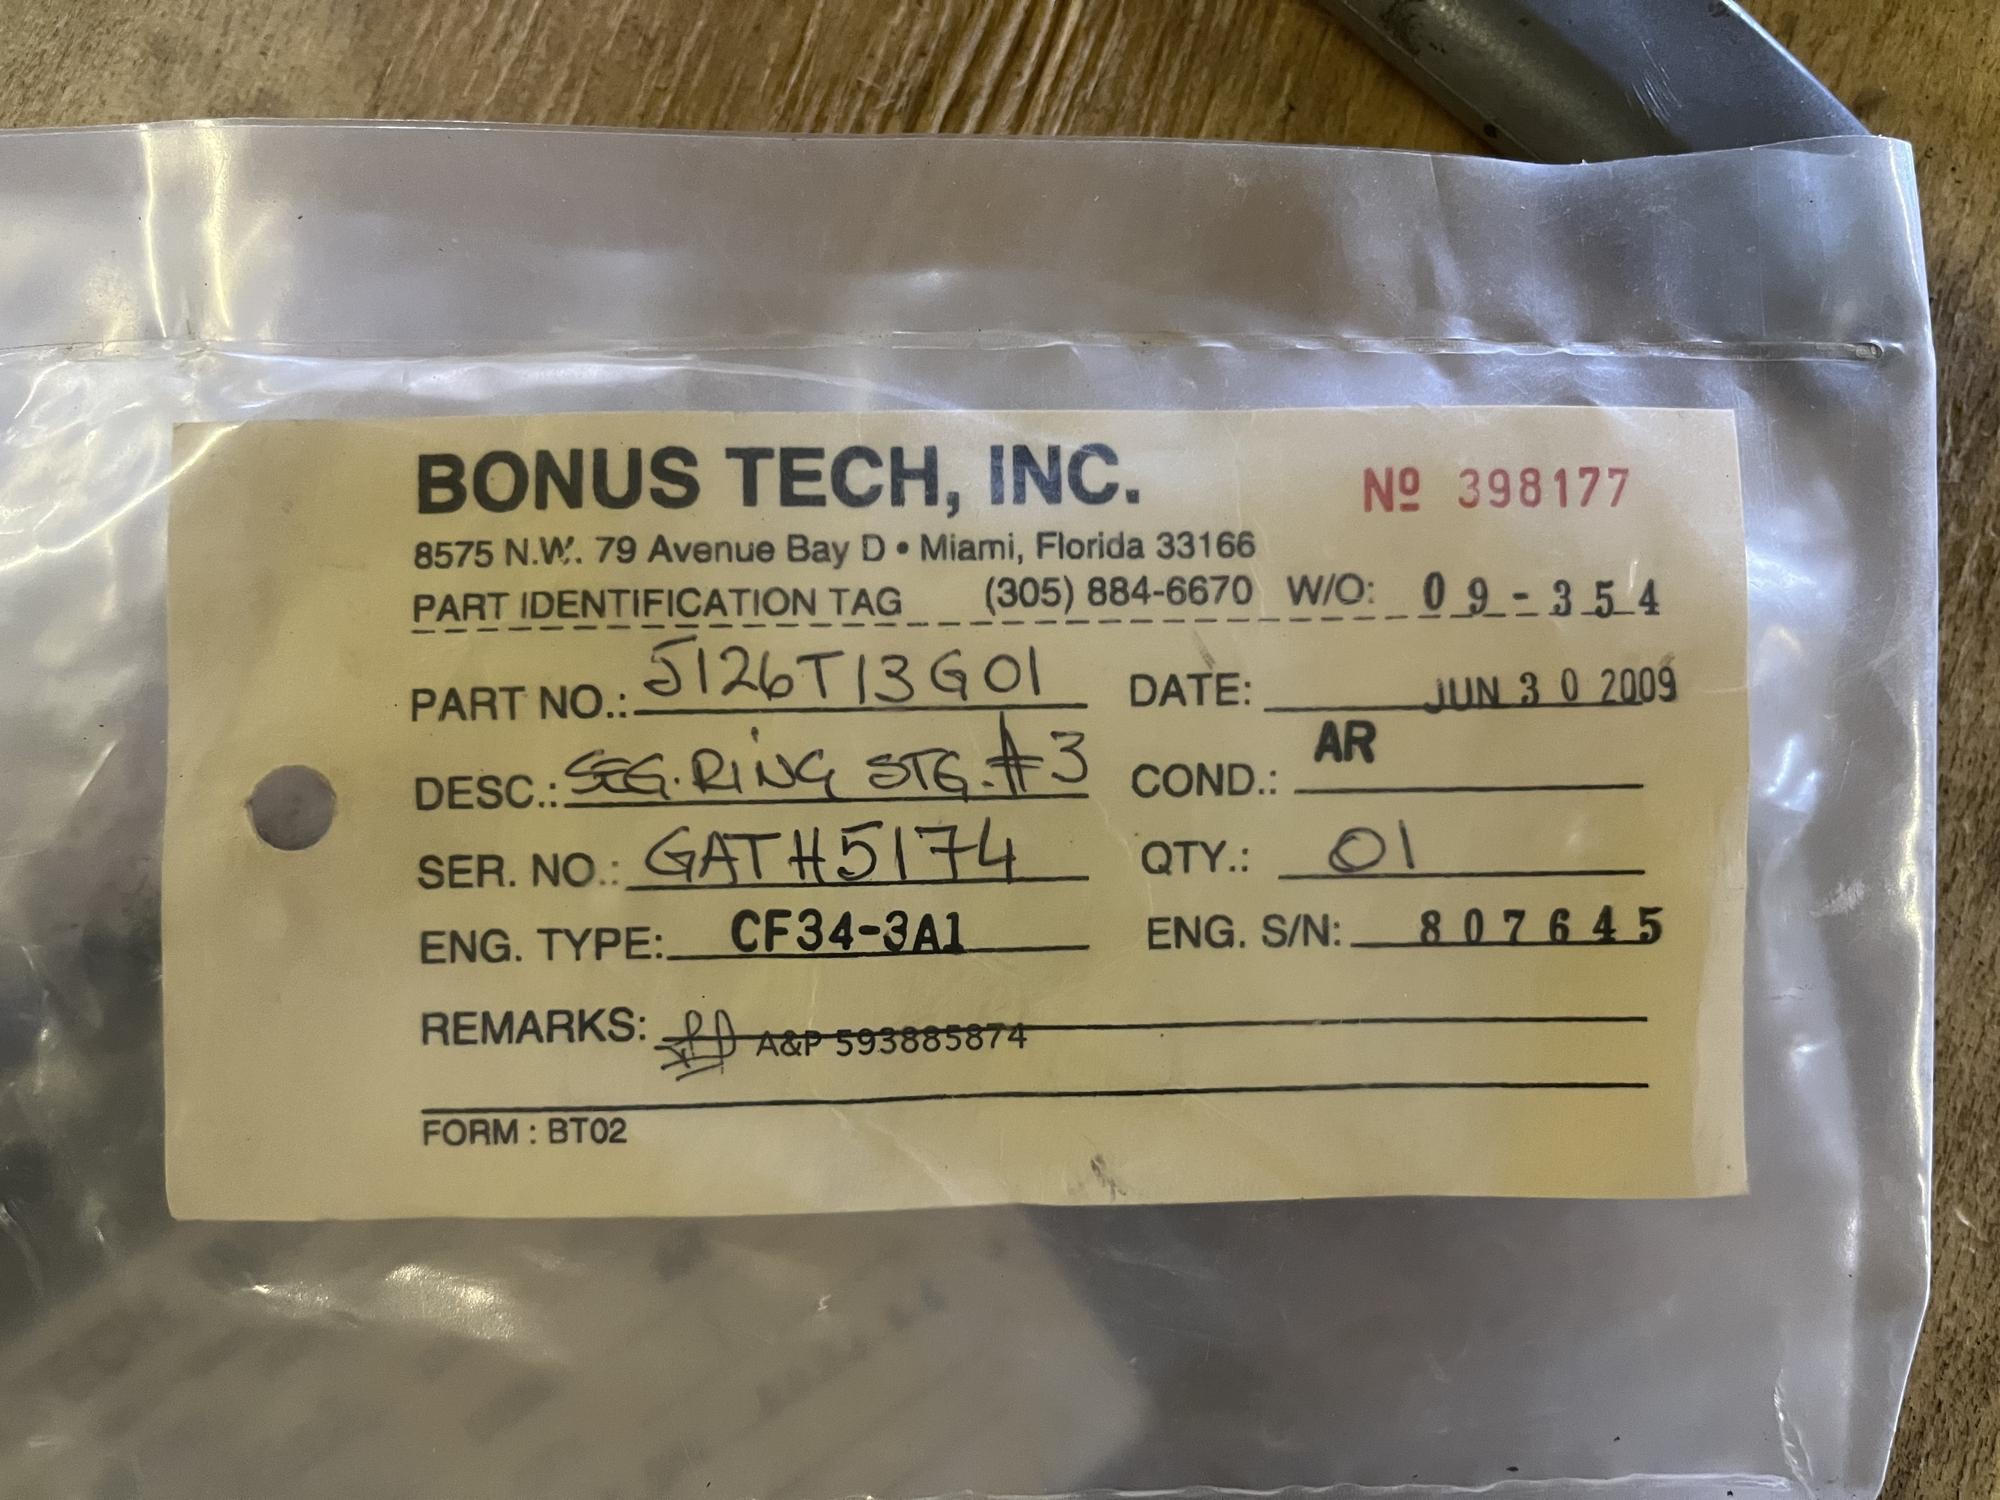 BONUS TECH, INC. Nº 398177
8575 N.W. 79 Avenue Bay D • Miami, Florida 33166
PART IDENTIFICATION TAG (305) 884-6670 W/O: 09-354
PART NO.: 5126T13G01 DATE: JUN 30 2009
DESC.: SEG. RING STG. #3 COND.: AR
SER. NO.: GATH5174 QTY.: 01
ENG. TYPE: CF34-3A1 ENG. S/N: 807645
REMARKS: A&P 593885874
FORM : BT02